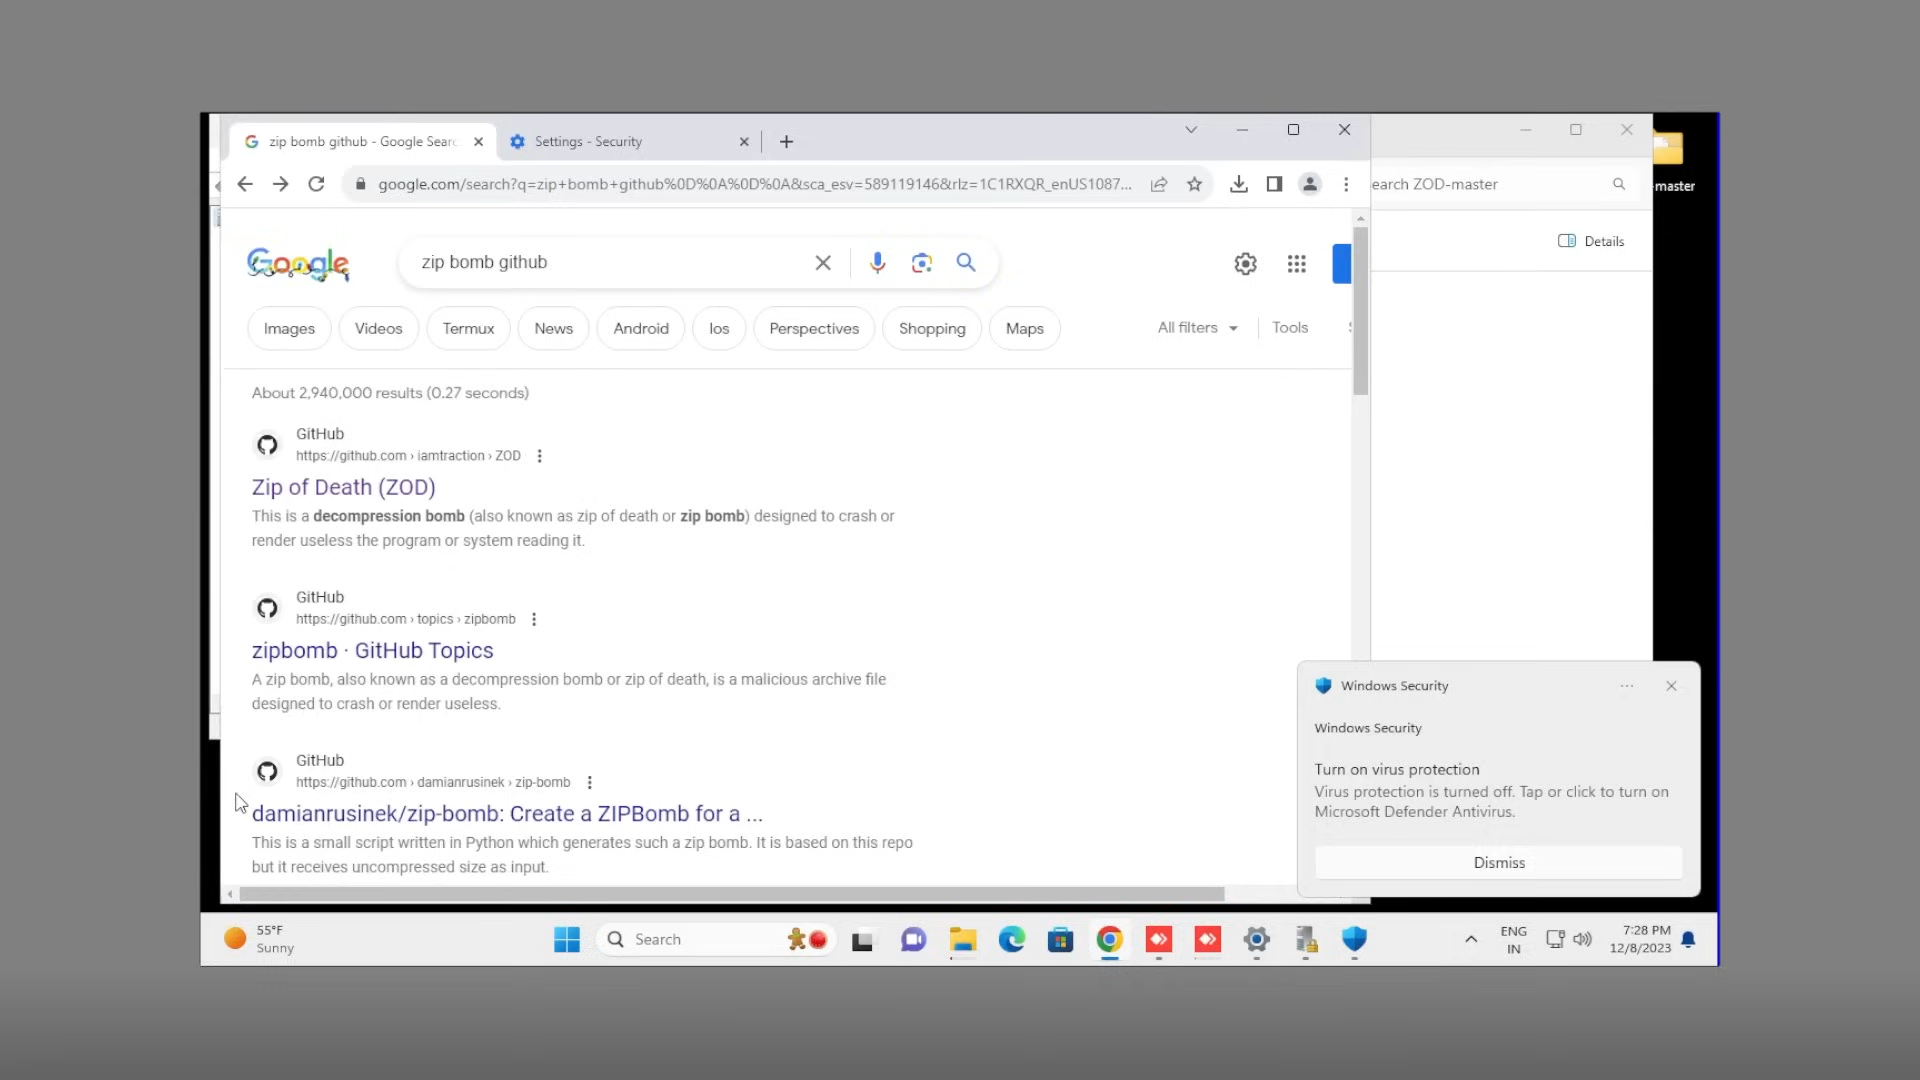 zip bomb github - Google Searc
Settings - Security
google.com/search?q=zip+bomb+github%0D%0A%0D%0A&sca_esv=589119146&rlz=1C1RXQR_enUS1087...
earch ZOD-master
-master
Details
Google
zip bomb github
Images
Videos
Termux
News
Android
Ios
Perspectives
Shopping
Maps
All filters
Tools
About 2,940,000 results (0.27 seconds)
GitHub
https://github.com › iamtraction › ZOD
Zip of Death (ZOD)
This is a decompression bomb (also known as zip of death or zip bomb) designed to crash or
render useless the program or system reading it.
GitHub
https://github.com › topics › zipbomb
zipbomb · GitHub Topics
A zip bomb, also known as a decompression bomb or zip of death, is a malicious archive file
designed to crash or render useless.
GitHub
https://github.com › damianrusinek › zip-bomb
damianrusinek/zip-bomb: Create a ZIPBomb for a ...
This is a small script written in Python which generates such a zip bomb. It is based on this repo
but it receives uncompressed size as input.
Windows Security
Windows Security
Turn on virus protection
Virus protection is turned off. Tap or click to turn on
Microsoft Defender Antivirus.
Dismiss
55°F
Sunny
Search
ENG
IN
7:28 PM
12/8/2023